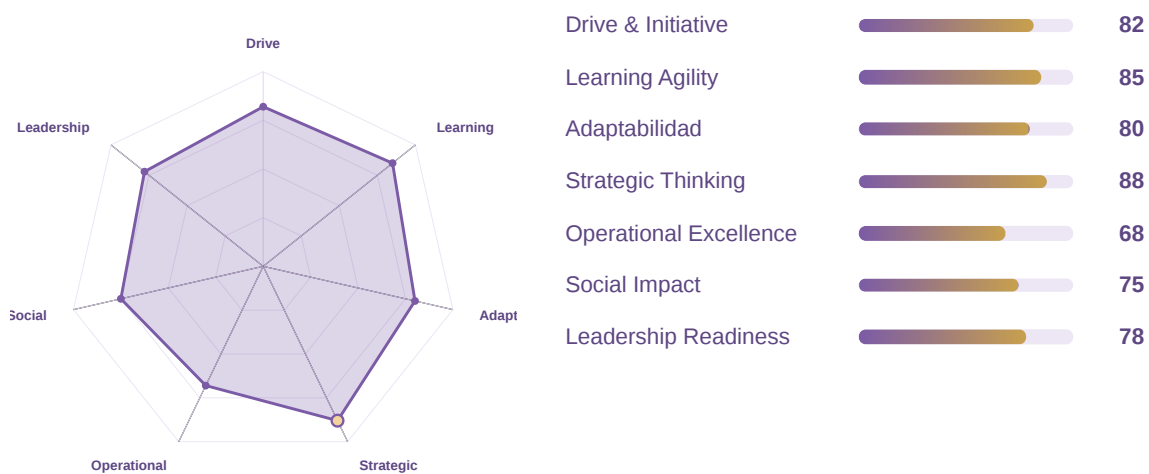 Drive
Leadership
Learning
Social
Adapt
Operational
Strategic
Drive & Initiative 82
Learning Agility 85
Adaptabilidad 80
Strategic Thinking 88
Operational Excellence 68
Social Impact 75
Leadership Readiness 78